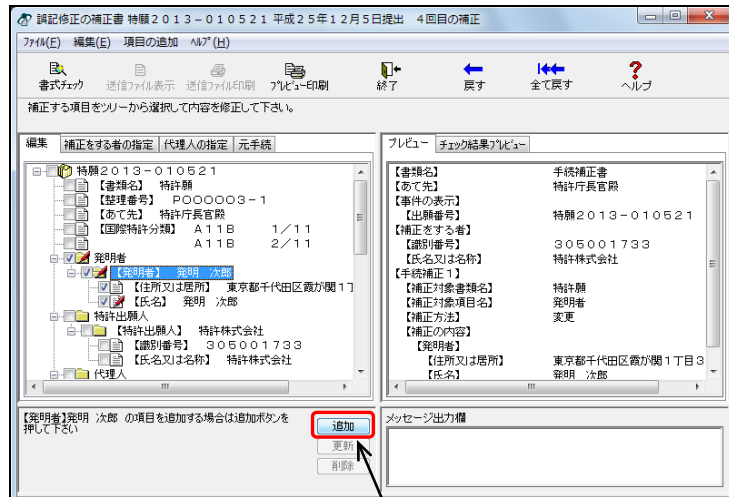 誤記修正の補正書 特願２０１３－０１０５２１ 平成２５年１２月５日提出　４回目の補正
ﾌｧｲﾙ(F)　編集(E)　項目の追加　ﾍﾙﾌﾟ(H)
書式ﾁｪｯｸ　送信ﾌｧｲﾙ表示　送信ﾌｧｲﾙ印刷　ﾌﾟﾚﾋﾞｭｰ印刷　終了　戻す　全て戻す　ヘルプ
補正する項目をツリーから選択して内容を修正して下さい。
編集　補正をする者の指定　代理人の指定　元手続
特願２０１３－０１０５２１
【書類名】　特許願
【整理番号】　Ｐ０００００３－１
【あて先】　特許庁長官殿
【国際特許分類】　Ａ１１Ｂ　　　１／１１
Ａ１１Ｂ　　　２／１１
発明者
【発明者】　発明　次郎
【住所又は居所】　東京都千代田区霞が関１丁
【氏名】　発明　次郎
特許出願人
【特許出願人】　特許株式会社
【識別番号】　３０５００１７３３
【氏名又は名称】　特許株式会社
代理人
【発明者】発明　次郎　の項目を追加する場合は追加ボタンを
押して下さい
追加
更新
削除
プレビュー　ﾁｪｯｸ結果ﾌﾟﾚﾋﾞｭｰ
【書類名】　手続補正書
【あて先】　特許庁長官殿
【事件の表示】
【出願番号】　特願２０１３－０１０５２１
【補正をする者】
【識別番号】　３０５００１７３３
【氏名又は名称】　特許株式会社
【手続補正１】
【補正対象書類名】　特許願
【補正対象項目名】　発明者
【補正方法】　変更
【補正の内容】
【発明者】
【住所又は居所】　東京都千代田区霞が関１丁目３
【氏名】　発明　次郎
メッセージ出力欄